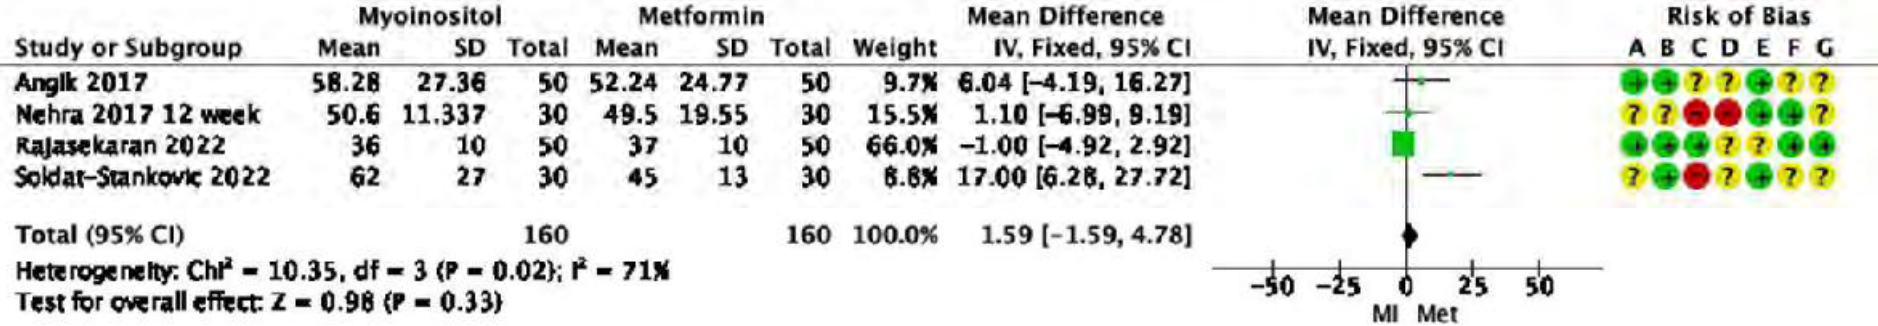 Myoinositol Metformin Mean Difference Mean Difference Risk of Bias
Study or Subgroup Mean SD Total Mean SD Total Weight IV, Fixed, 95% CI IV, Fixed, 95% CI A B C D E F G
Angik 2017 58.28 27.36 50 52.24 24.77 50 9.7% 6.04 [−4.19, 16.27] + + ? ? + ? ?
Nehra 2017 12 week 50.6 11.337 30 49.5 19.55 30 15.5% 1.10 [−6.99, 9.19] ? ? − − + + ?
Rajasekaran 2022 36 10 50 37 10 50 66.0% −1.00 [−4.92, 2.92] + + + ? ? + +
Soldat–Stankovic 2022 62 27 30 45 13 30 8.8% 17.00 [6.28, 27.72] ? + − ? + ? ?
Total (95% CI) 160 160 100.0% 1.59 [−1.59, 4.78]
Heterogeneity: Chi² = 10.35, df = 3 (P = 0.02); I² = 71%
Test for overall effect: Z = 0.98 (P = 0.33)
−50 −25 0 25 50
MI Met